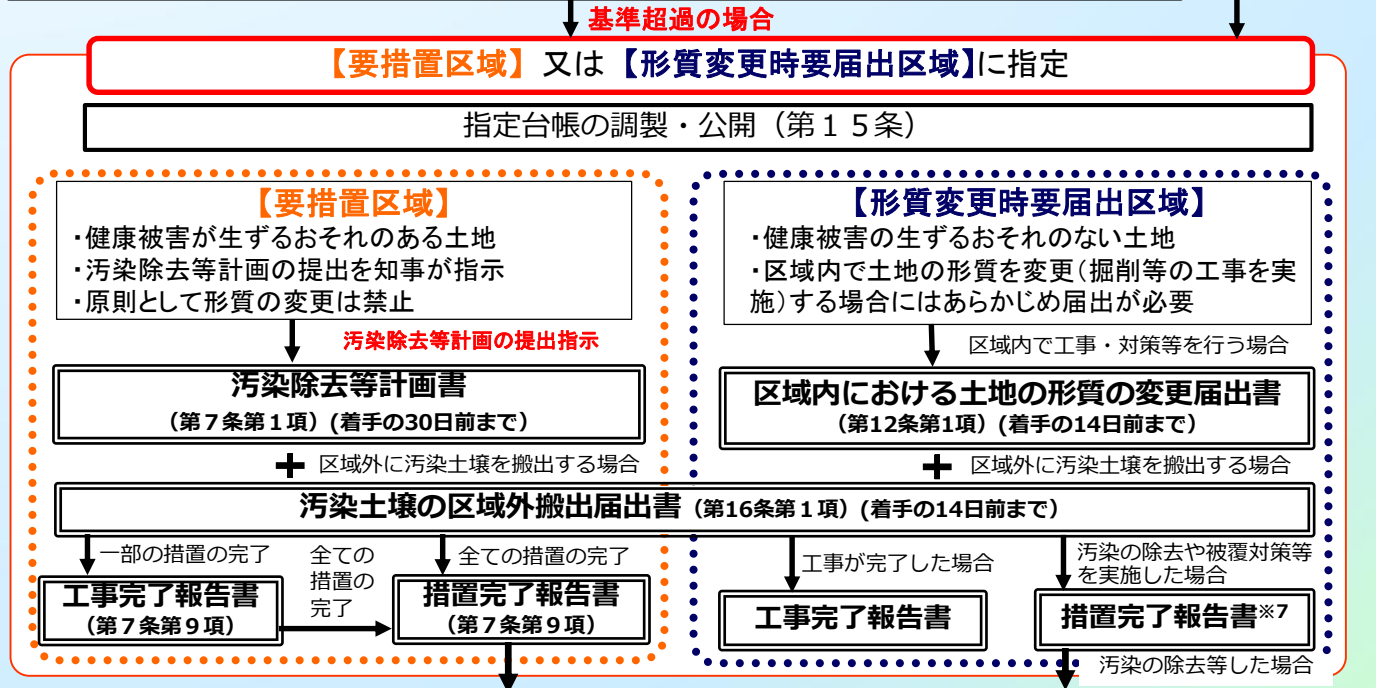 基準超過の場合
【要措置区域】又は【形質変更時要届出区域】に指定
指定台帳の調製・公開（第１５条）
【要措置区域】
・健康被害が生ずるおそれのある土地
・汚染除去等計画の提出を知事が指示
・原則として形質の変更は禁止
汚染除去等計画の提出指示
汚染除去等計画書
（第７条第１項）(着手の30日前まで）
＋ 区域外に汚染土壌を搬出する場合
【形質変更時要届出区域】
・健康被害の生ずるおそれのない土地
・区域内で土地の形質を変更（掘削等の工事を実
施）する場合にはあらかじめ届出が必要
区域内で工事・対策等を行う場合
区域内における土地の形質の変更届出書
（第12条第1項）(着手の14日前まで）
＋ 区域外に汚染土壌を搬出する場合
汚染土壌の区域外搬出届出書（第16条第１項）(着手の14日前まで）
一部の措置の完了
全ての
措置の
完了
全ての措置の完了
工事完了報告書
（第７条第９項）
措置完了報告書
（第７条第９項）
工事が完了した場合
汚染の除去や被覆対策等
を実施した場合
工事完了報告書
措置完了報告書※7
汚染の除去等した場合